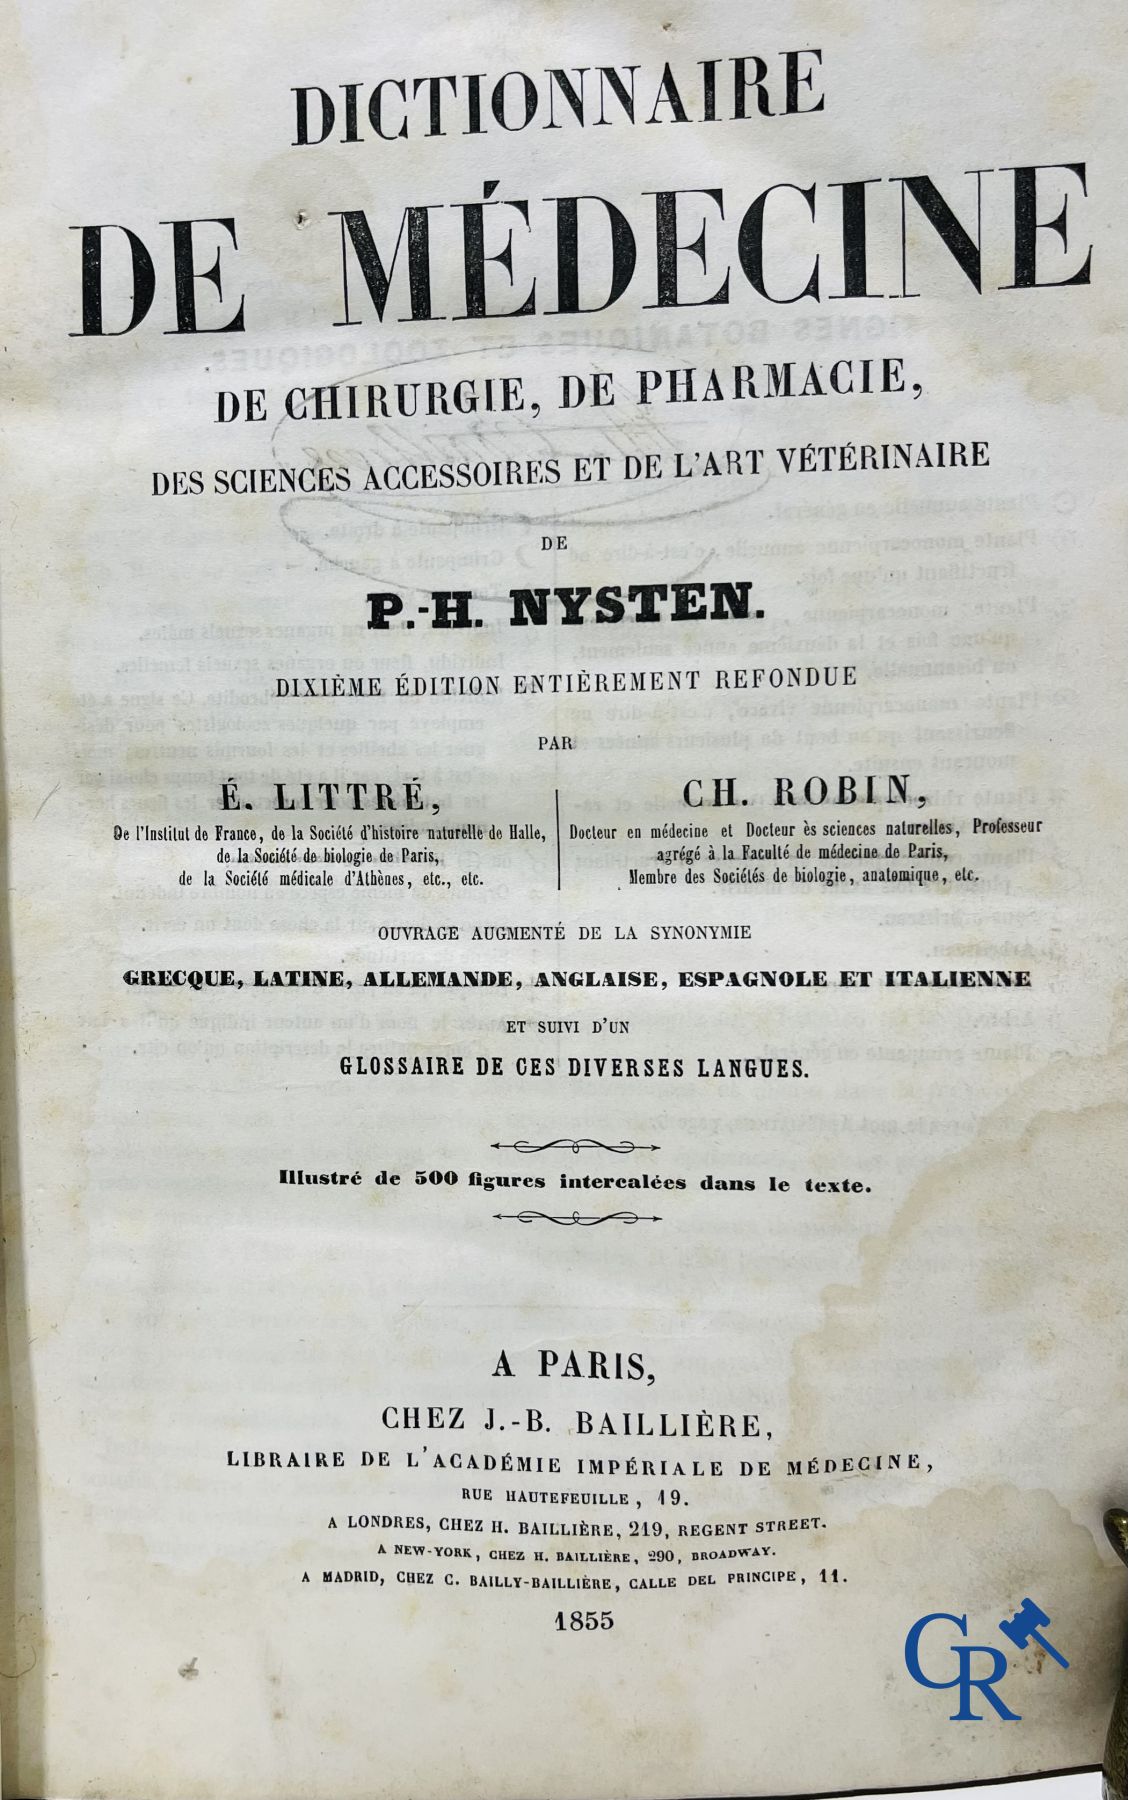 DICTIONNAIRE
DE MÉDECINE
DE CHIRURGIE, DE PHARMACIE,
DES SCIENCES ACCESSOIRES ET DE L'ART VÉTÉRINAIRE
DE
P.-H. NYSTEN.
DIXIÈME ÉDITION ENTIÈREMENT REFONDUE
PAR
É. LITTRÉ,
De l'Institut de France, de la Société d'histoire naturelle de Halle,
de la Société de biologie de Paris,
de la Société médicale d'Athènes, etc., etc.
CH. ROBIN,
Docteur en médecine et Docteur ès sciences naturelles, Professeur
agrégé à la Faculté de médecine de Paris,
Membre des Sociétés de biologie, anatomique, etc.
OUVRAGE AUGMENTÉ DE LA SYNONYMIE
GRECQUE, LATINE, ALLEMANDE, ANGLAISE, ESPAGNOLE ET ITALIENNE
ET SUIVI D'UN
GLOSSAIRE DE CES DIVERSES LANGUES.
Illustré de 500 figures intercalées dans le texte.
A PARIS,
CHEZ J.-B. BAILLIÈRE,
LIBRAIRE DE L'ACADÉMIE IMPÉRIALE DE MÉDECINE,
RUE HAUTEFEUILLE, 19.
A LONDRES, CHEZ H. BAILLIÈRE, 219, REGENT STREET.
A NEW-YORK, CHEZ H. BAILLIÈRE, 290, BROADWAY.
A MADRID, CHEZ C. BAILLY-BAILLIÈRE, CALLE DEL PRINCIPE, 11.
1855
CR